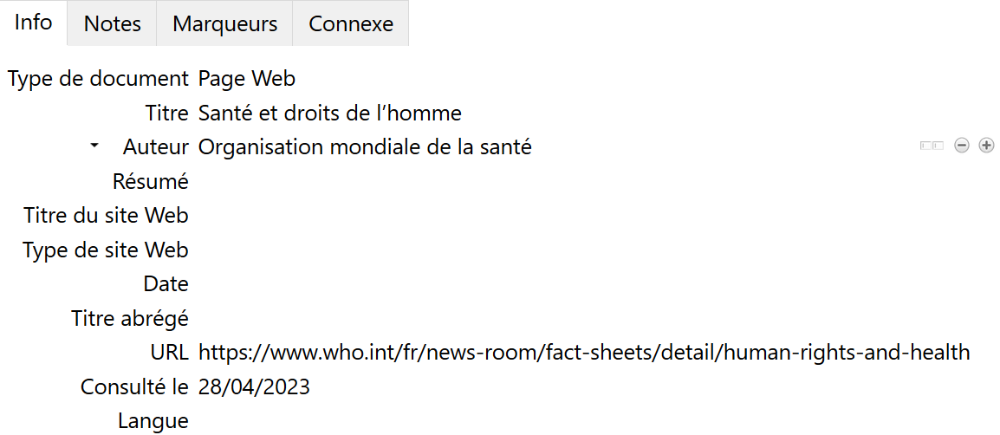 Info Notes Marqueurs Connexe
Type de document Page Web
Titre Santé et droits de l’homme
Auteur Organisation mondiale de la santé
Résumé
Titre du site Web
Type de site Web
Date
Titre abrégé
URL https://www.who.int/fr/news-room/fact-sheets/detail/human-rights-and-health
Consulté le 28/04/2023
Langue